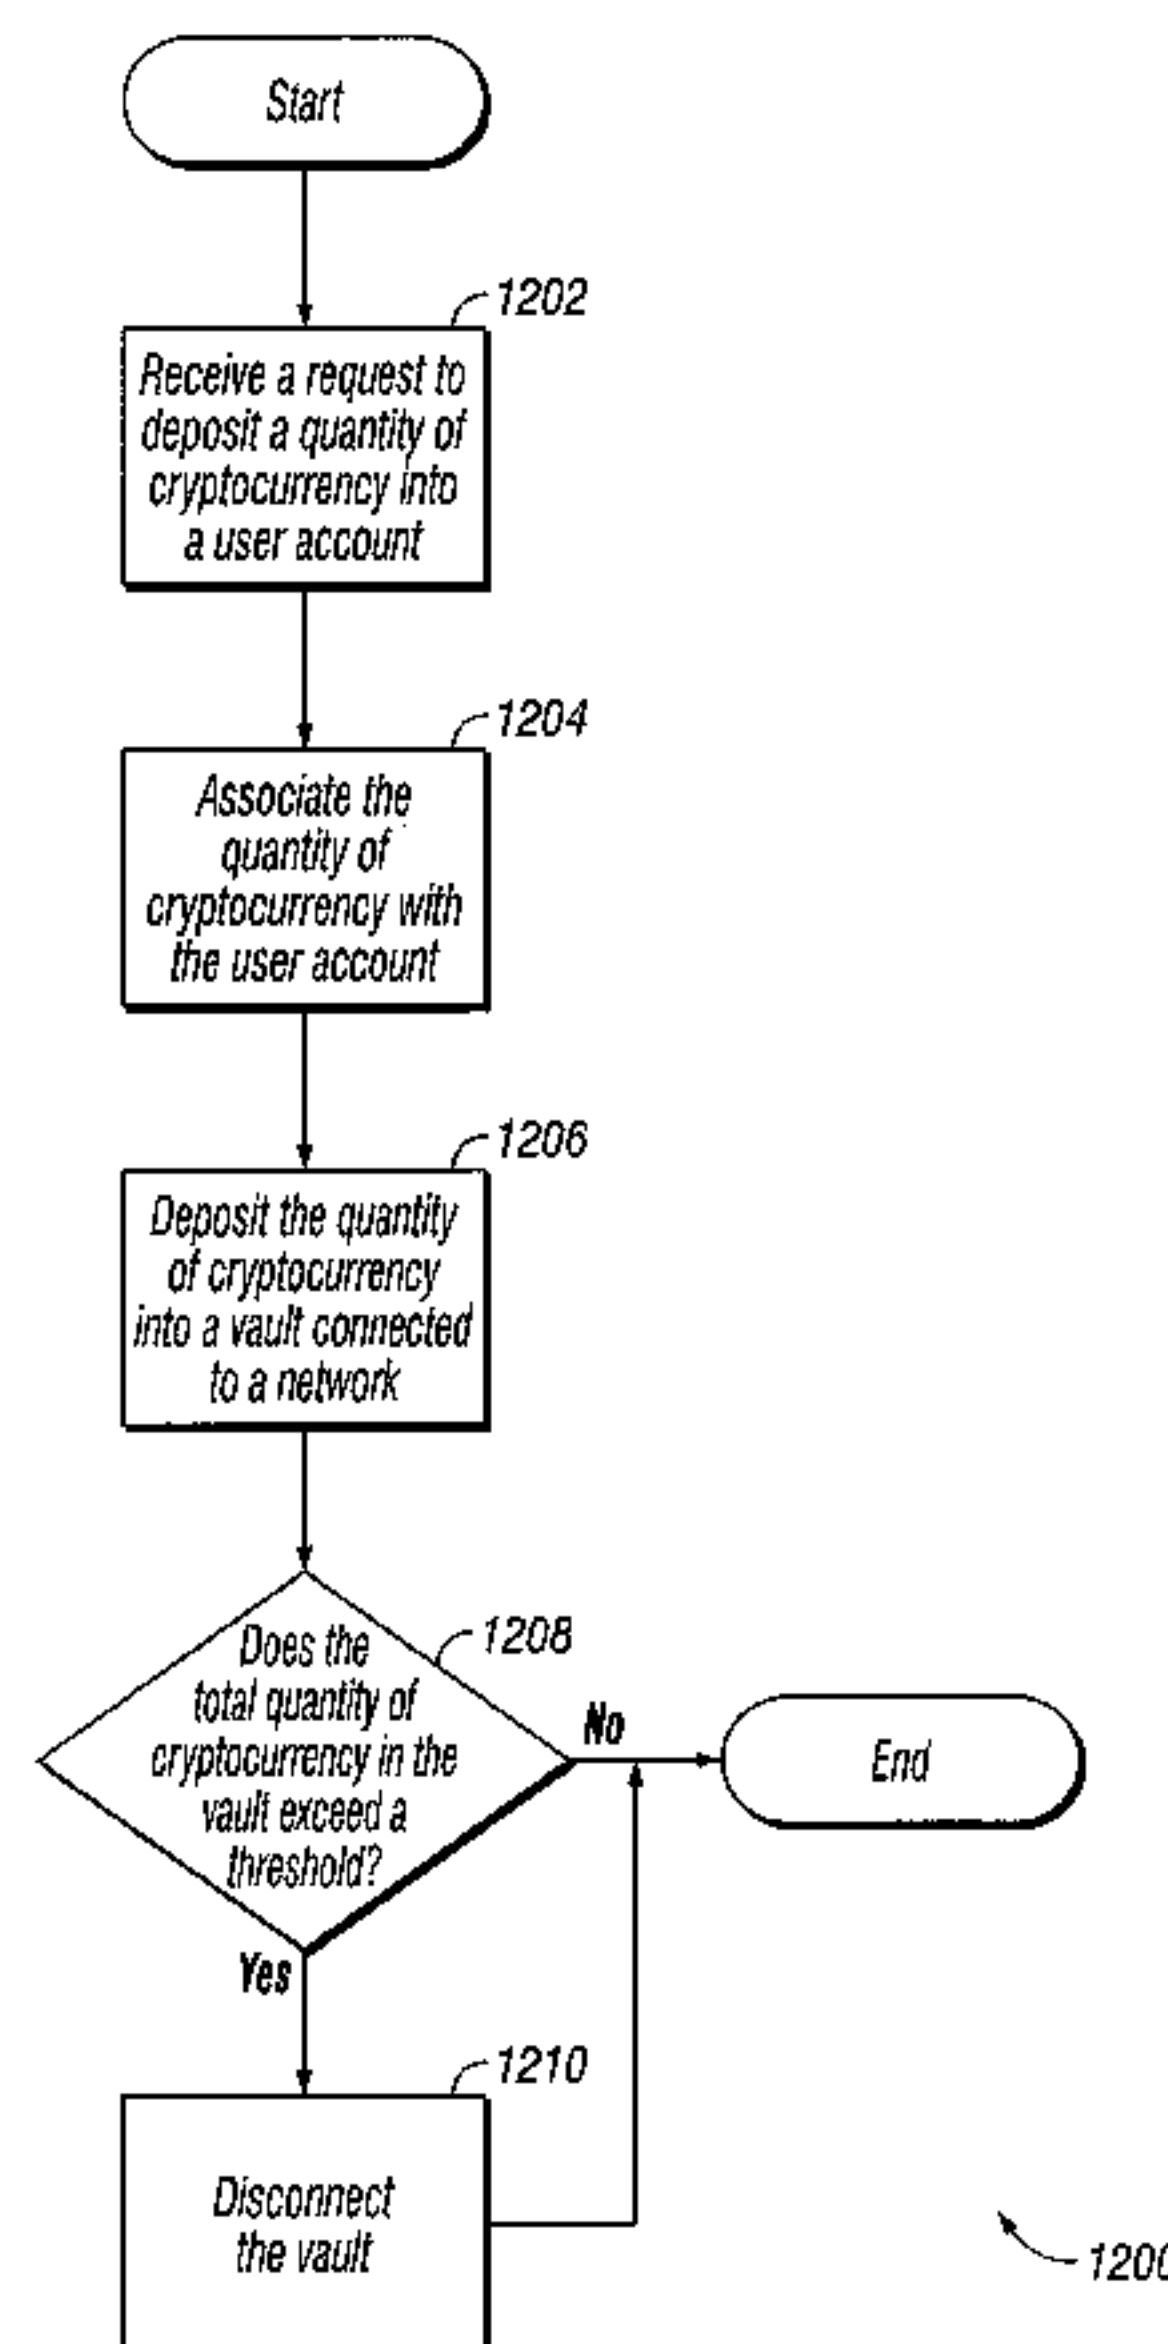 Start
1202
Receive a request to
deposit a quantity of
cryptocurrency into
a user account
1204
Associate the
quantity of
cryptocurrency with
the user account
1206
Deposit the quantity
of cryptocurrency
into a vault connected
to a network
1208
Does the
total quantity of
cryptocurrency in the
vault exceed a
threshold?
No
End
Yes
1210
Disconnect
the vault
1200